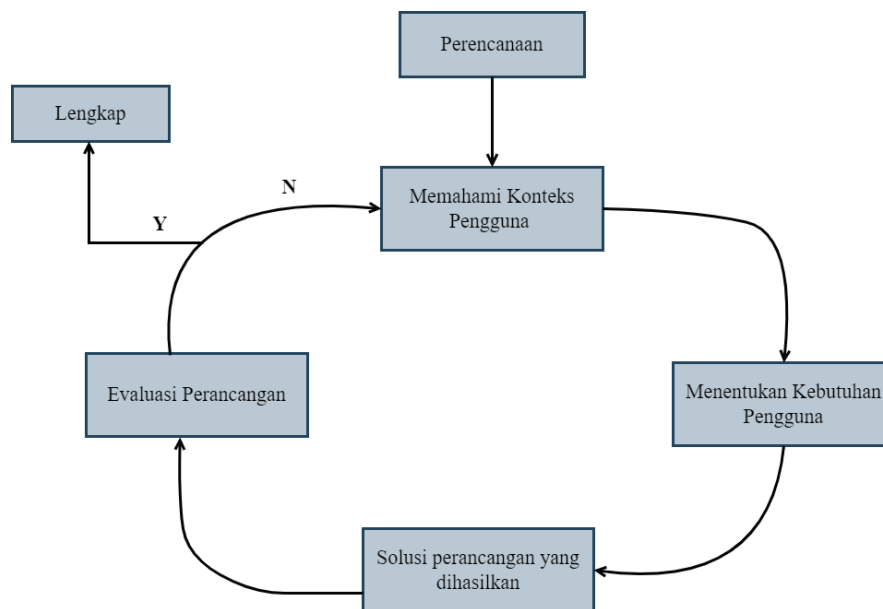 Perencanaan
Lengkap
N
Memahami Konteks
Pengguna
Y
Evaluasi Perancangan
Menentukan Kebutuhan
Pengguna
Solusi perancangan yang
dihasilkan